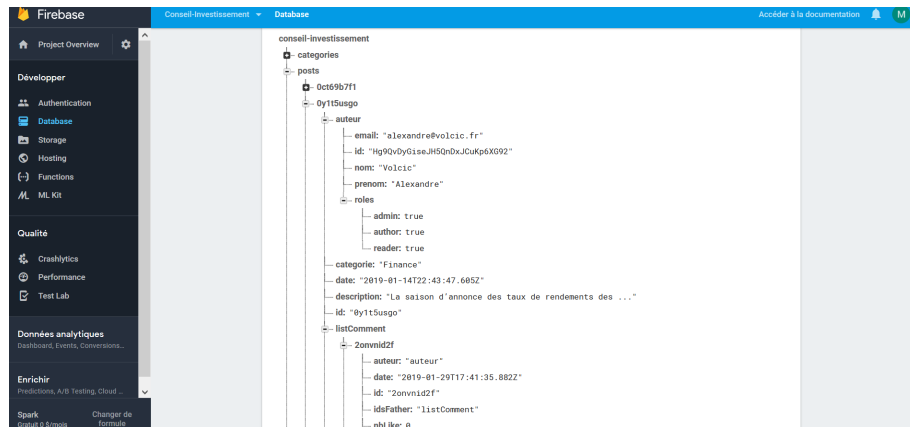 Firebase
Conseil-Investissement
Database
Accéder à la documentation
M
Project Overview
Développer
Authentication
Database
Storage
Hosting
Functions
ML Kit
Qualité
Crashlytics
Performance
Test Lab
Données analytiques
Dashboard, Events, Conversions...
Enrichir
Predictions, A/B Testing, Cloud ...
Spark
Gratuit 0 $/mois
Changer de
formule
conseil-investissement
categories
posts
0ct69b7f1
0y1t5usgo
auteur
email: "alexandre@volcic.fr"
id: "Hg9QvDyGiseJH5QnDxJCuKp6XG92"
nom: "Volcic"
prenom: "Alexandre"
roles
admin: true
author: true
reader: true
categorie: "Finance"
date: "2019-01-14T22:43:47.605Z"
description: "La saison d'annonce des taux de rendements des ..."
id: "0y1t5usgo"
listComment
2onvnid2f
auteur: "auteur"
date: "2019-01-29T17:41:35.882Z"
id: "2onvnid2f"
idsFather: "listComment"
nbLike: 0